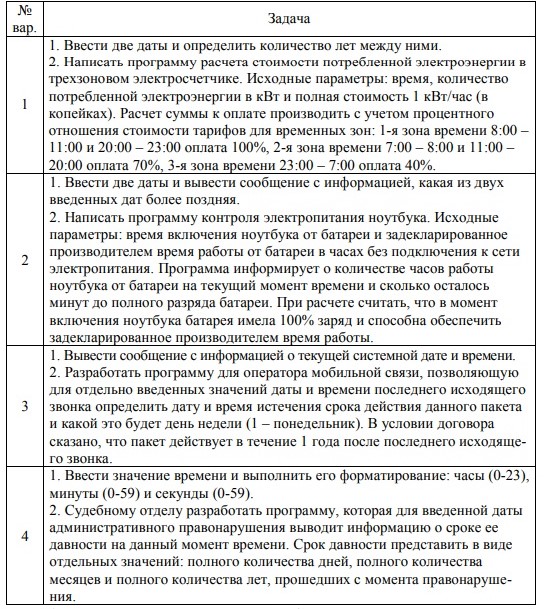 № вар.
Задача
1
1. Ввести две даты и определить количество лет между ними.
2. Написать программу расчета стоимости потребленной электроэнергии в
трехзоновом электросчетчике. Исходные параметры: время, количество
потребленной электроэнергии в кВт и полная стоимость 1 кВт/час (в
копейках). Расчет суммы к оплате производить с учетом процентного
отношения стоимости тарифов для временных зон: 1-я зона времени 8:00 –
11:00 и 20:00 – 23:00 оплата 100%, 2-я зона времени 7:00 – 8:00 и 11:00 –
20:00 оплата 70%, 3-я зона времени 23:00 – 7:00 оплата 40%.
2
1. Ввести две даты и вывести сообщение с информацией, какая из двух
введенных дат более поздняя.
2. Написать программу контроля электропитания ноутбука. Исходные
параметры: время включения ноутбука от батареи и задекларированное
производителем время работы от батареи в часах без подключения к сети
электропитания. Программа информирует о количестве часов работы
ноутбука от батареи на текущий момент времени и сколько осталось
минут до полного разряда батареи. При расчете считать, что в момент
включения ноутбука батарея имела 100% заряд и способна обеспечить
задекларированное производителем время работы.
3
1. Вывести сообщение с информацией о текущей системной дате и времени.
2. Разработать программу для оператора мобильной связи, позволяющую
для отдельно введенных значений даты и времени последнего исходящего
звонка определить дату и время истечения срока действия данного пакета
и какой это будет день недели (1 – понедельник). В условии договора
сказано, что пакет действует в течение 1 года после последнего исходяще-
го звонка.
4
1. Ввести значение времени и выполнить его форматирование: часы (0-23),
минуты (0-59) и секунды (0-59).
2. Судебному отделу разработать программу, которая для введенной даты
административного правонарушения выводит информацию о сроке ее
давности на данный момент времени. Срок давности представить в виде
отдельных значений: полного количества дней, полного количества
месяцев и полного количества лет, прошедших с момента правонаруше-
ния.